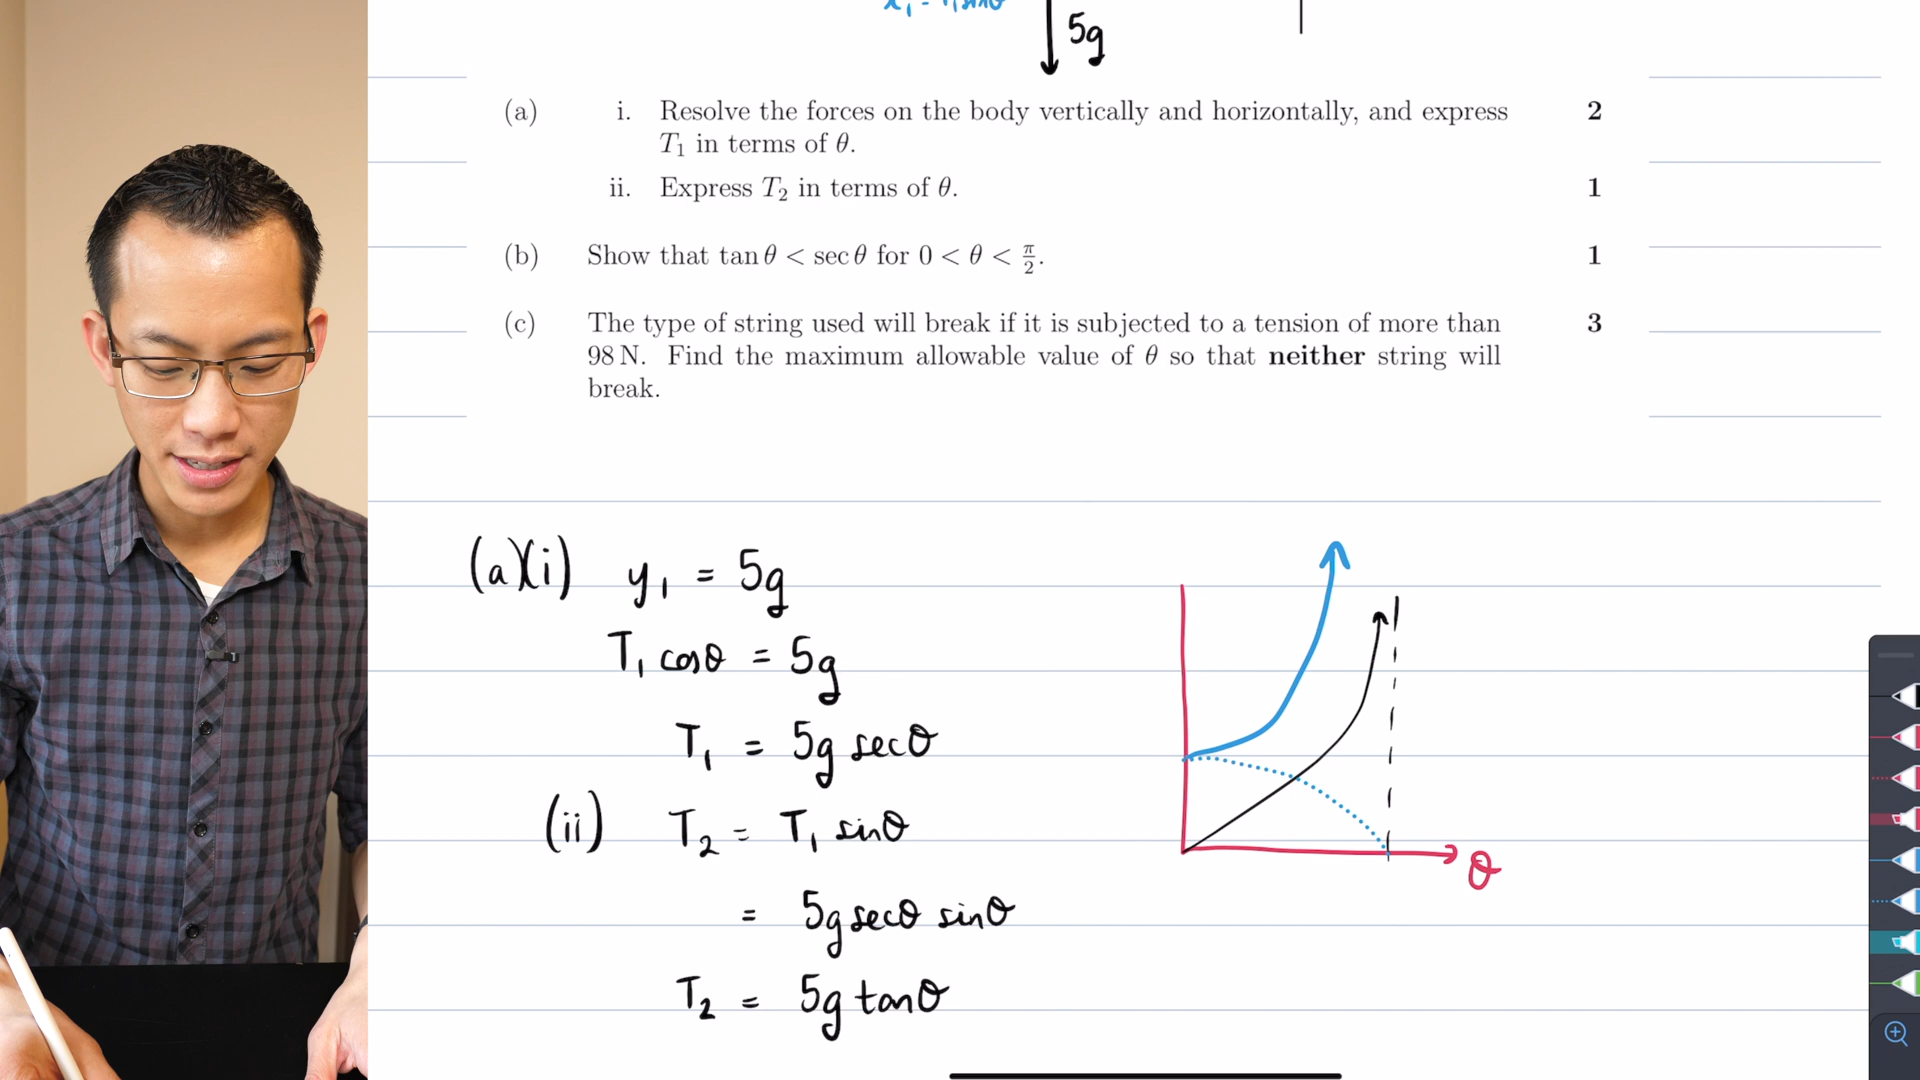 5g
(a) i. Resolve the forces on the body vertically and horizontally, and express 2
T₁ in terms of θ.
ii. Express T₂ in terms of θ. 1
(b) Show that tan θ < sec θ for 0 < θ < π/2. 1
(c) The type of string used will break if it is subjected to a tension of more than 3
98 N. Find the maximum allowable value of θ so that neither string will
break.
(a)(i) y₁ = 5g
T₁ cosθ = 5g
T₁ = 5g secθ
(ii) T₂ = T₁ sinθ
= 5g secθ sinθ
T₂ = 5g tanθ
θ